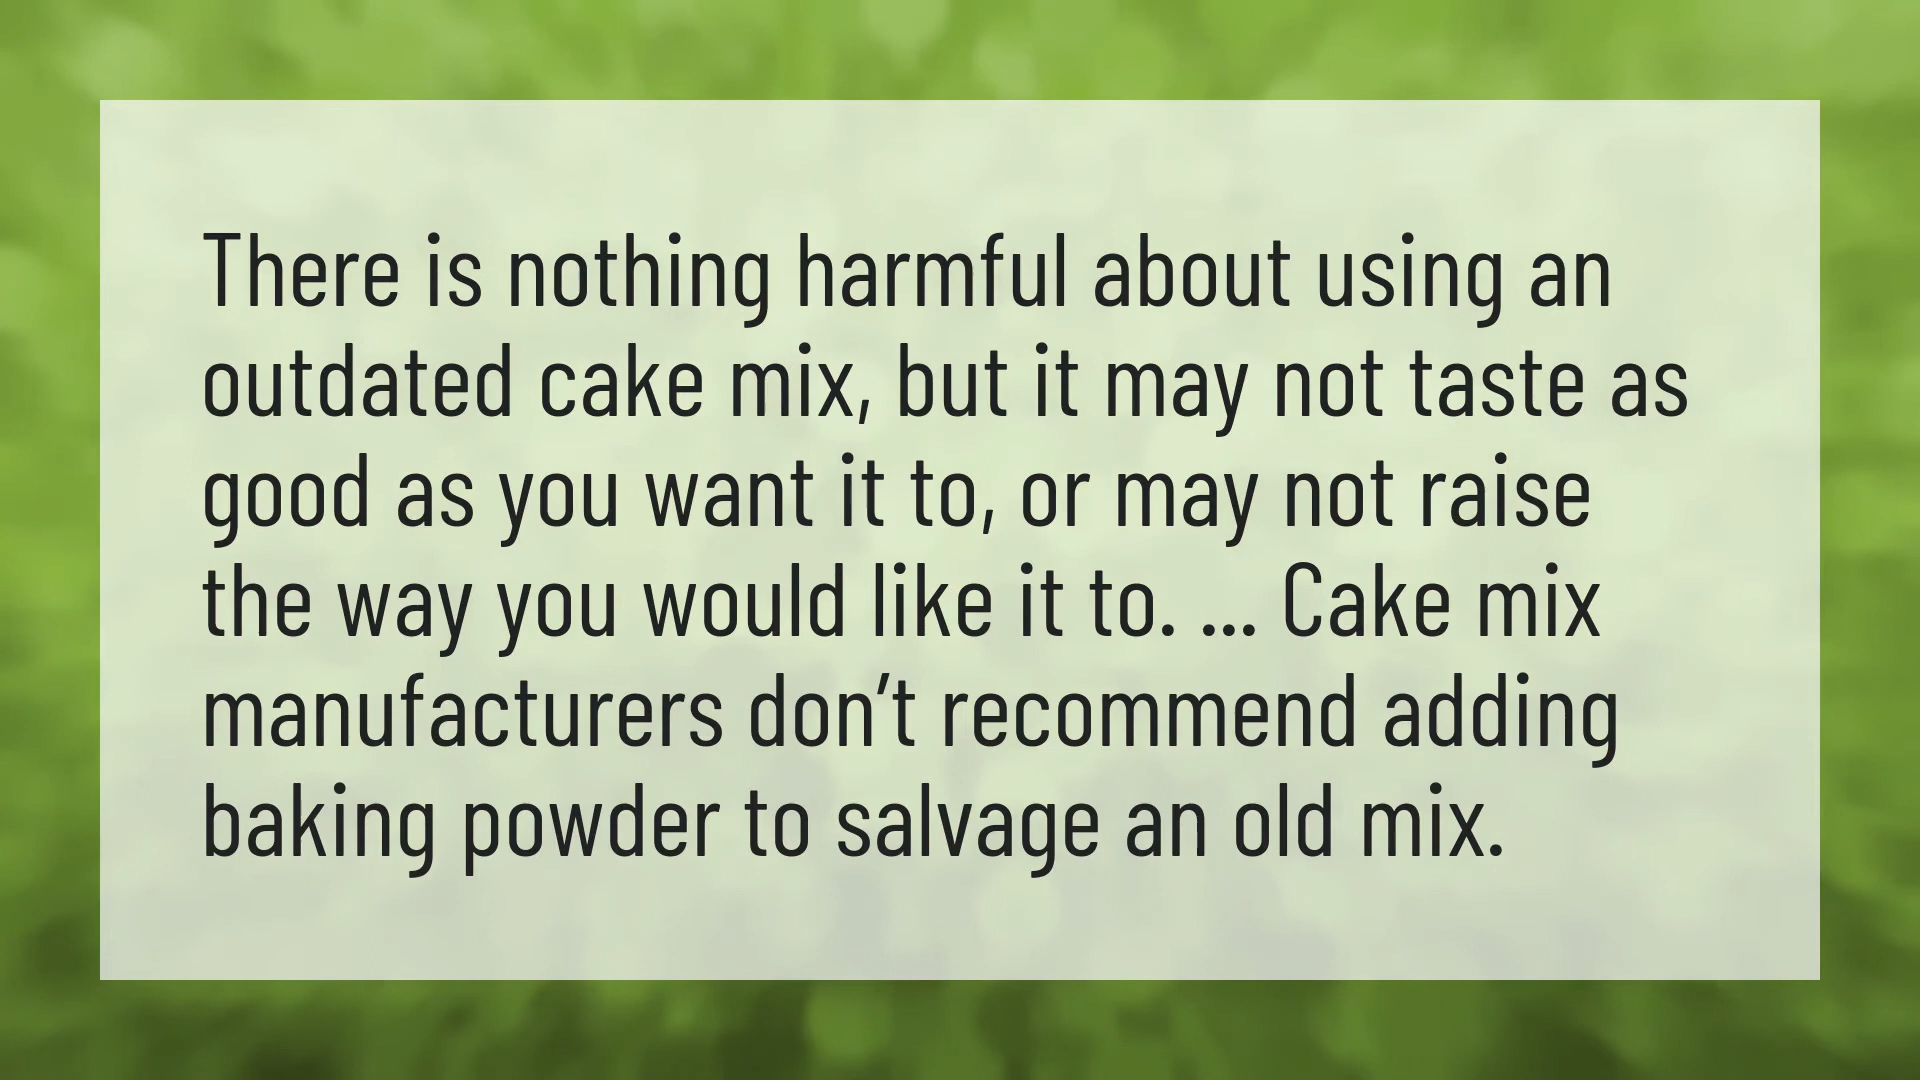 There is nothing harmful about using an
outdated cake mix, but it may not taste as
good as you want it to, or may not raise
the way you would like it to. ... Cake mix
manufacturers don’t recommend adding
baking powder to salvage an old mix.